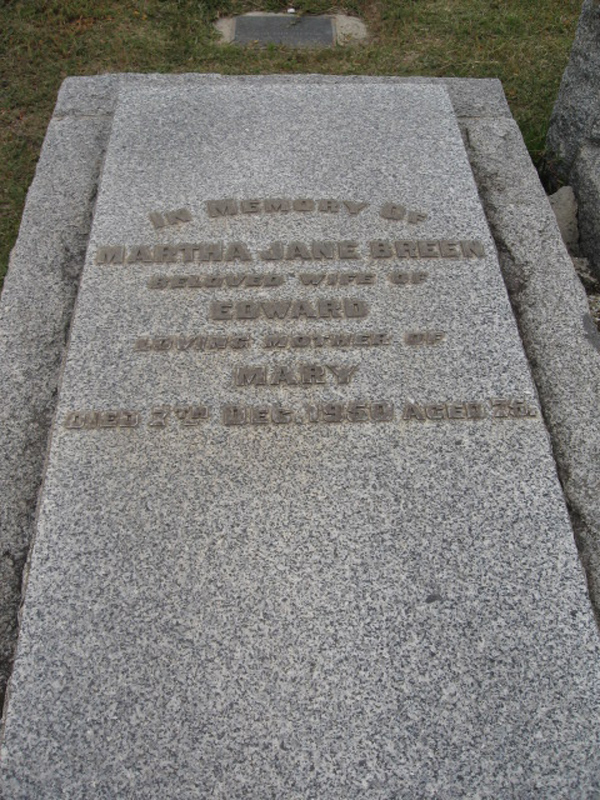 IN MEMORY OF
MARTHA JANE BREEN
BELOVED WIFE OF
EDWARD
LOVING MOTHER OF
MARY
DIED 7TH DEC. 1950 AGED 75.